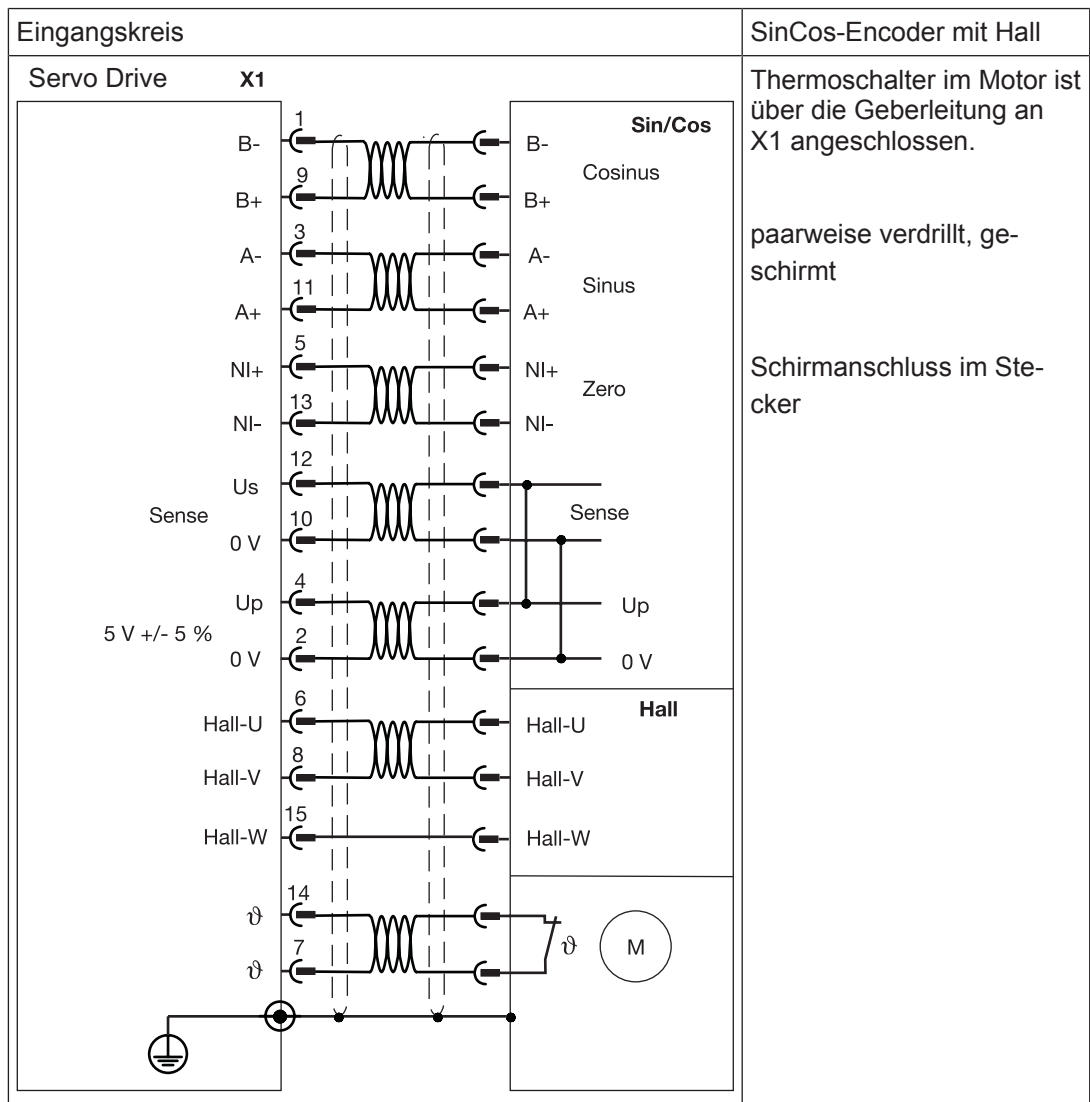 Eingangskreis
SinCos-Encoder mit Hall
Servo Drive X1
Thermoschalter im Motor ist
über die Geberleitung an
X1 angeschlossen.
paarweise verdrillt, ge-
schirmt
Schirmanschluss im Ste-
cker
Sin/Cos
B- 1 B-
Cosinus
B+ 9 B+
A- 3 A-
Sinus
A+ 11 A+
NI+ 5 NI+
Zero
NI- 13 NI-
Us 12
Sense Sense
0 V 10
Up 4 Up
5 V +/- 5 %
0 V 2 0 V
Hall
Hall-U 6 Hall-U
Hall-V 8 Hall-V
Hall-W 15 Hall-W
ϑ 14
ϑ M
ϑ 7